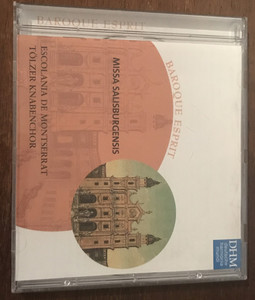 BAROQUE ESPRIT
BAROQUE ESPRIT
MISSA SALISBURGENSIS
ESCOLANIA DE MONTSERRAT
TÖLZER KNABENCHOR
DHM